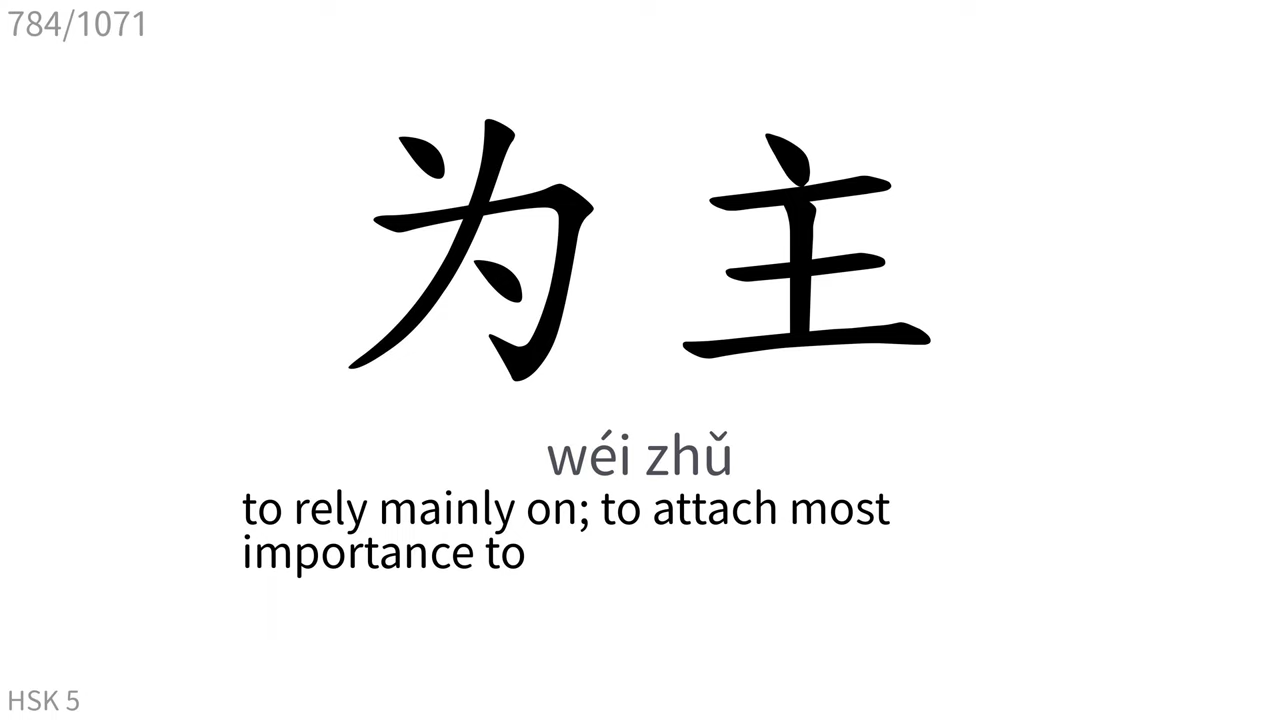 784/1071
为主
wéi zhǔ
to rely mainly on; to attach most
importance to
HSK 5